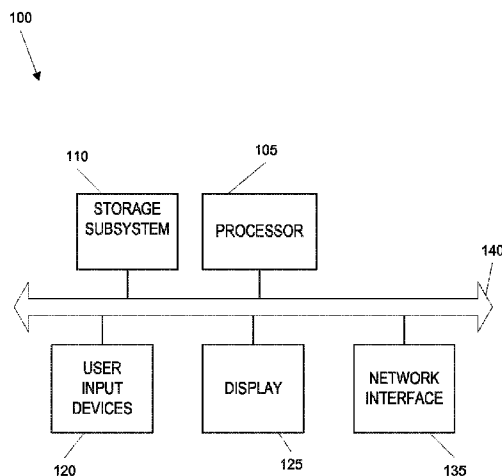 100
110
105
STORAGE
SUBSYSTEM
PROCESSOR
140
USER
INPUT
DEVICES
DISPLAY
NETWORK
INTERFACE
120
125
135